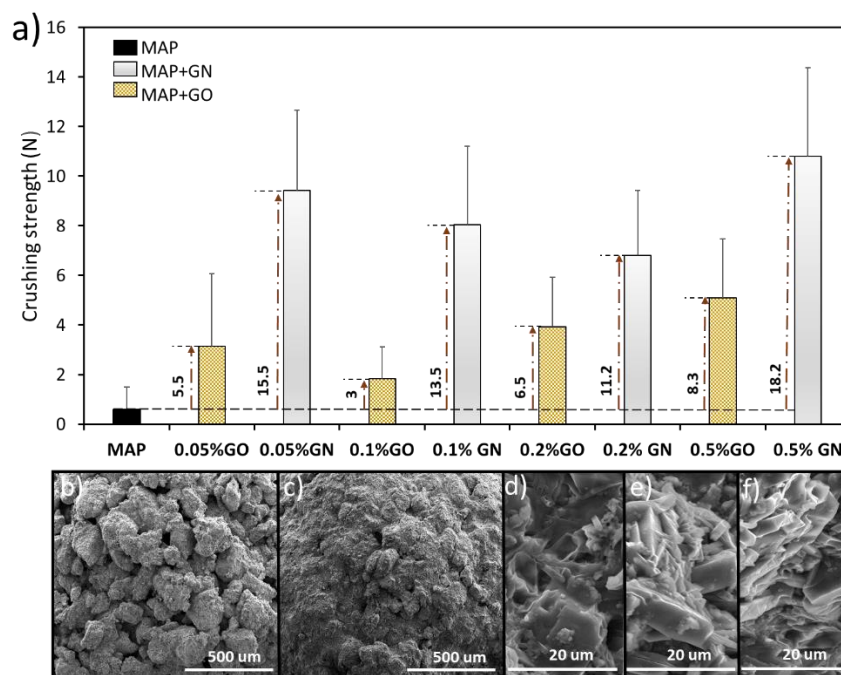 a)
16
14
12
10
8
6
4
2
0
Crushing strength (N)
MAP
MAP+GN
MAP+GO
5.5
15.5
3
13.5
6.5
11.2
8.3
18.2
MAP 0.05%GO 0.05%GN 0.1%GO 0.1% GN 0.2%GO 0.2% GN 0.5%GO 0.5% GN
b) c) d) e) f)
500 um 500 um 20 um 20 um 20 um